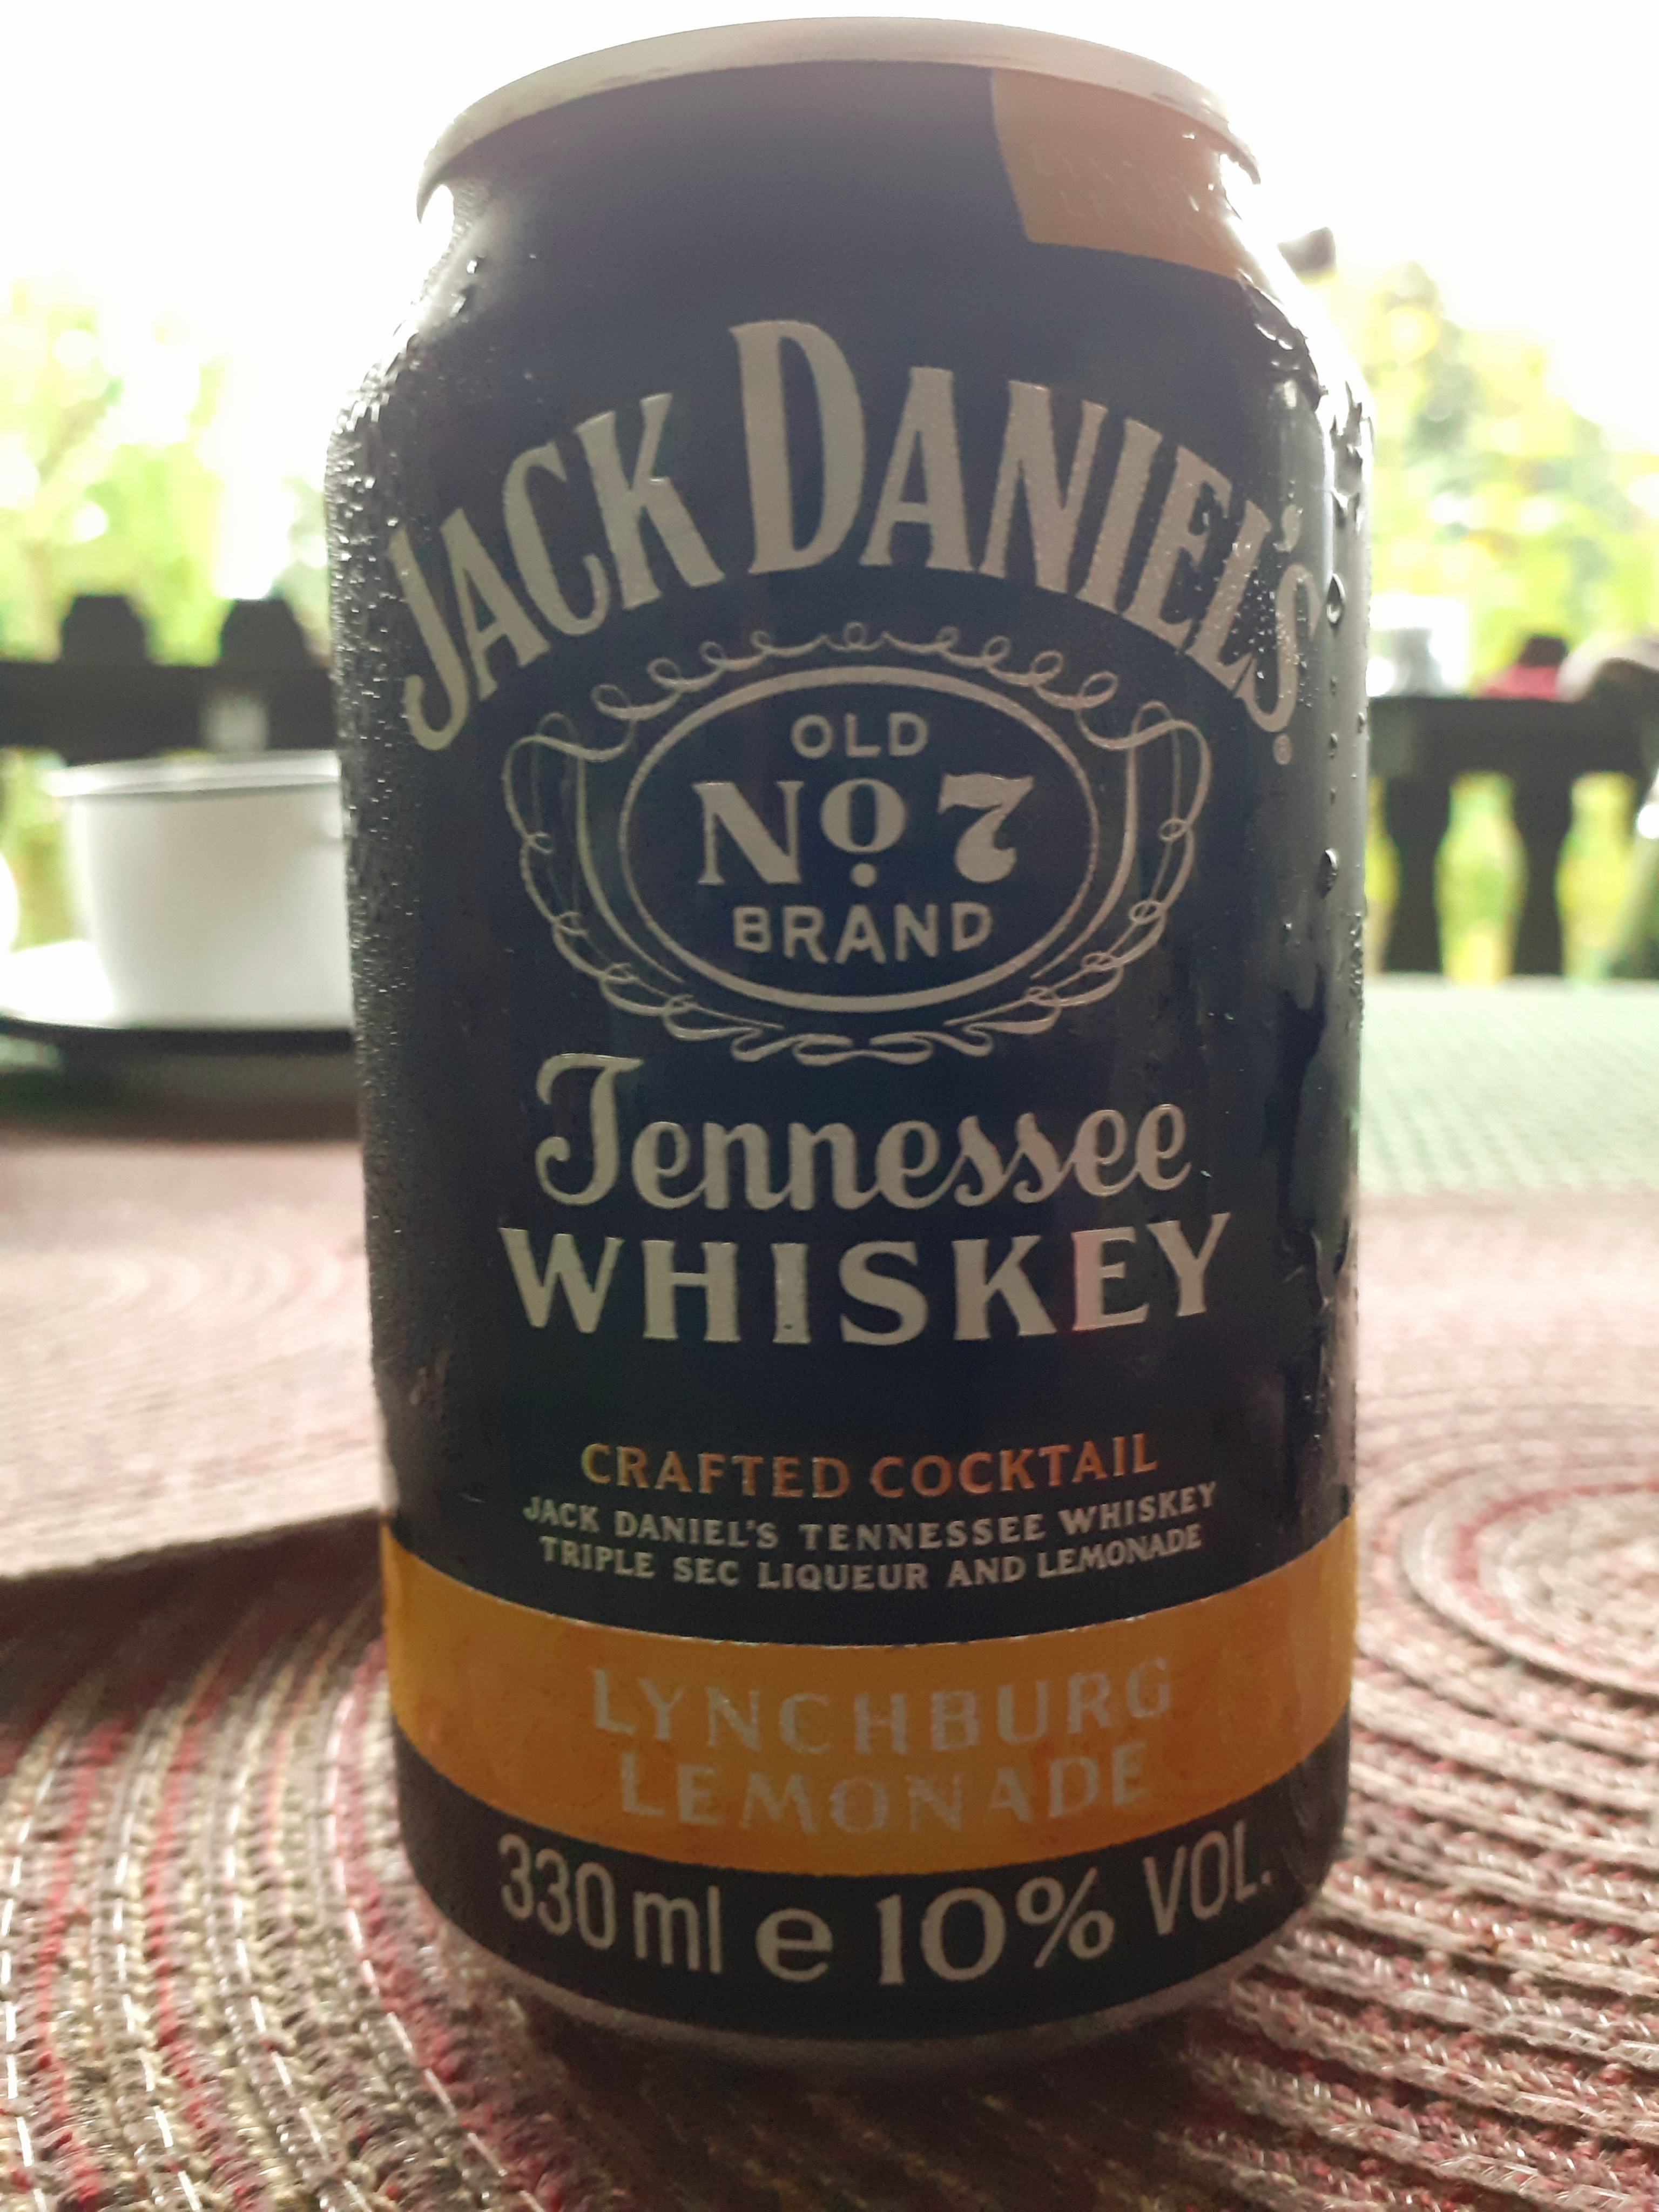 JACK DANIEL'S®
OLD
Nº 7
BRAND
Tennessee
WHISKEY
CRAFTED COCKTAIL
JACK DANIEL'S TENNESSEE WHISKEY
TRIPLE SEC LIQUEUR AND LEMONADE
LYNCHBURG
LEMONADE
330 ml e 10% VOL.